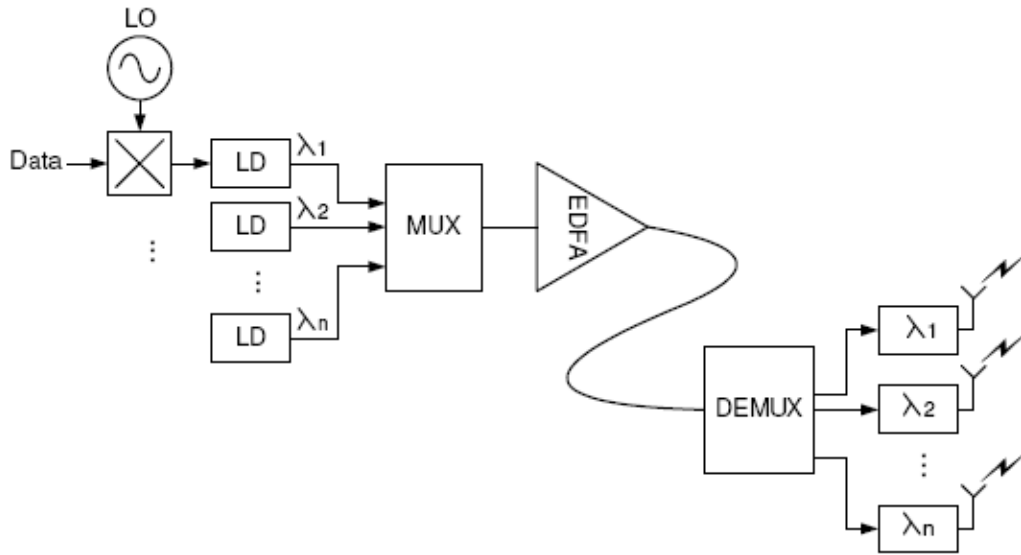 LO
Data
LD
λ1
LD
λ2
⋮
⋮
LD
λn
MUX
EDFA
DEMUX
λ1
λ2
⋮
λn